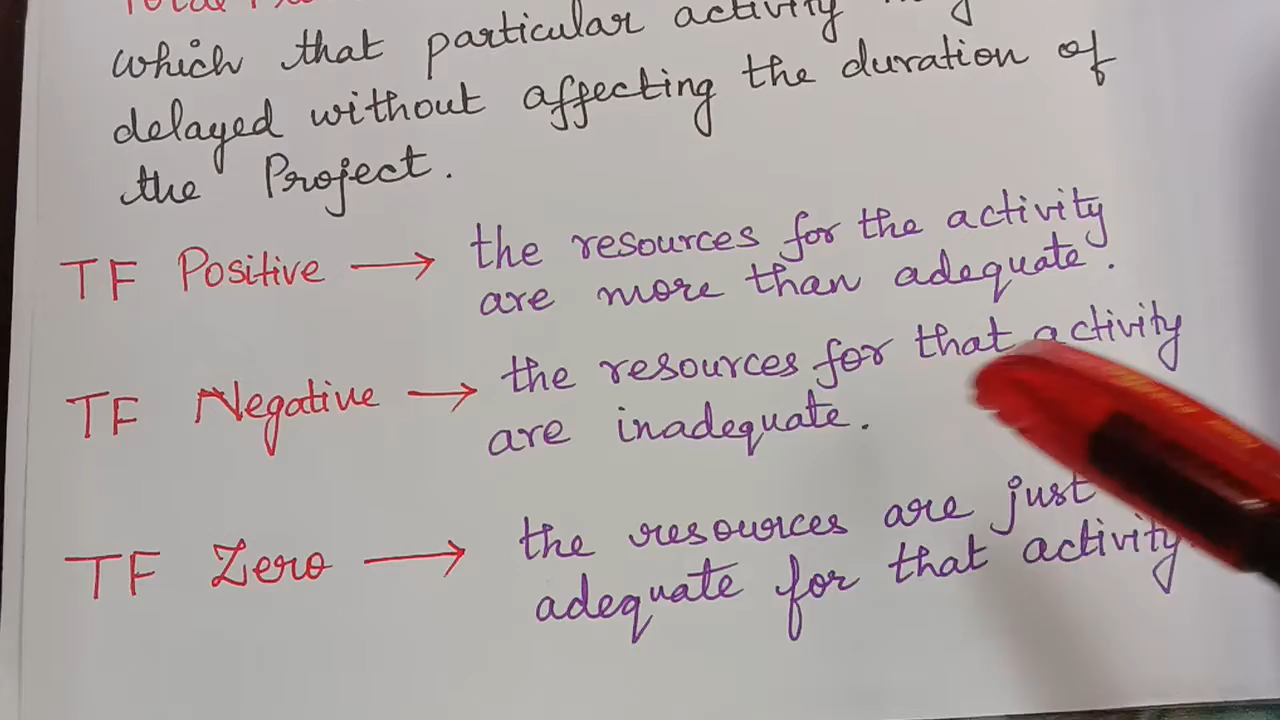 Total
which that particular activity
delayed without affecting the duration of
the Project.
TF Positive → the resources for the activity
are more than adequate.
TF Negative → the resources for that activity
are inadequate.
TF Zero → the resources are just
adequate for that activity